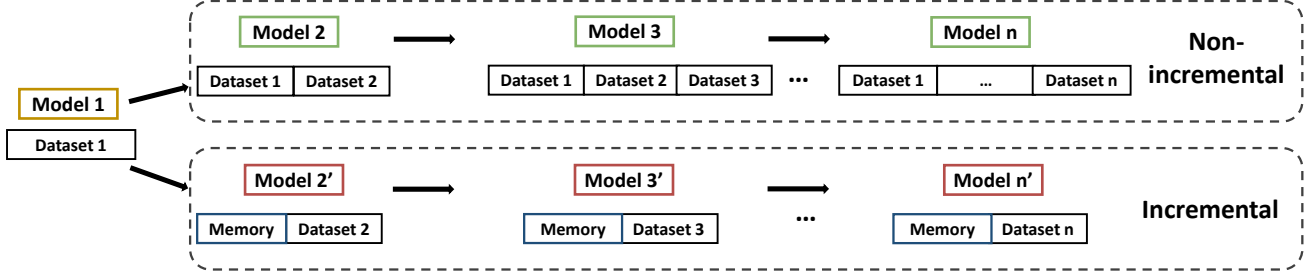 Model 1
Dataset 1
Model 2
Model 3
Model n
Dataset 1 Dataset 2
Dataset 1 Dataset 2 Dataset 3
...
Dataset 1 ... Dataset n
Non-
incremental
Model 2’
Model 3’
Model n’
Memory Dataset 2
Memory Dataset 3
...
Memory Dataset n
Incremental